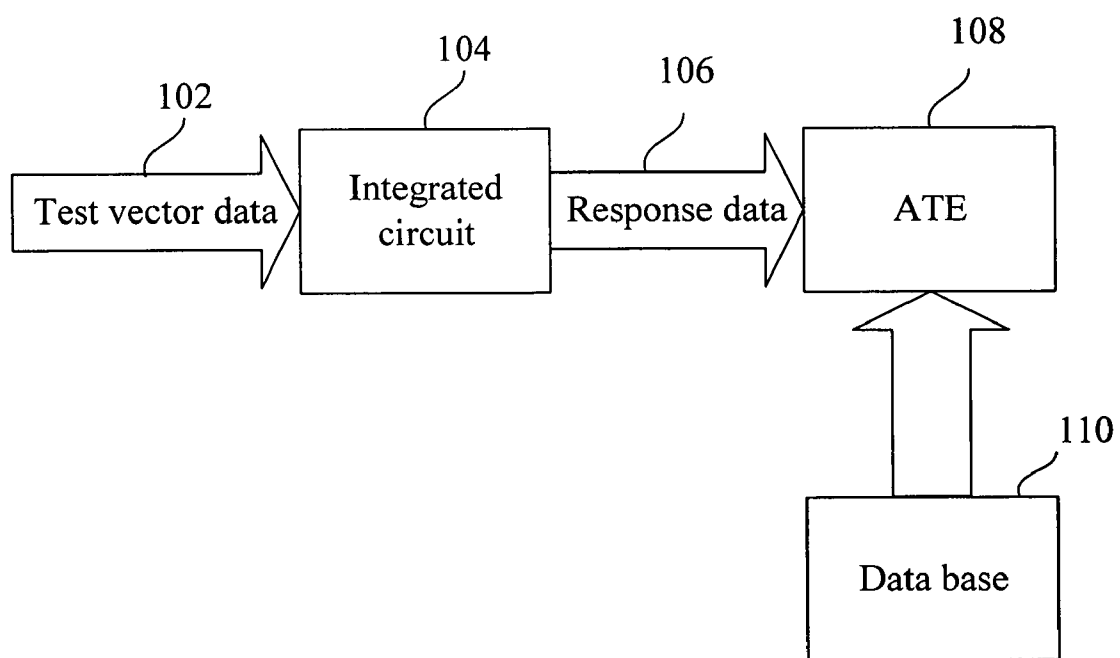 108
104
106
102
Integrated
circuit
Test vector data
Response data
ATE
110
Data base